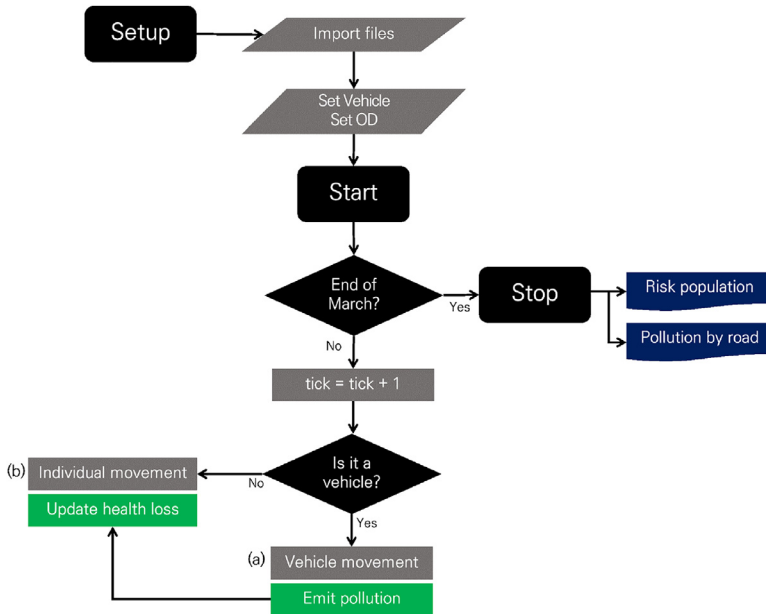 Setup
Import files
Set Vehicle
Set OD
Start
End of
March?
Yes
Stop
Risk population
Pollution by road
No
tick = tick + 1
Is it a
vehicle?
No
(b)
Individual movement
Update health loss
Yes
(a)
Vehicle movement
Emit pollution